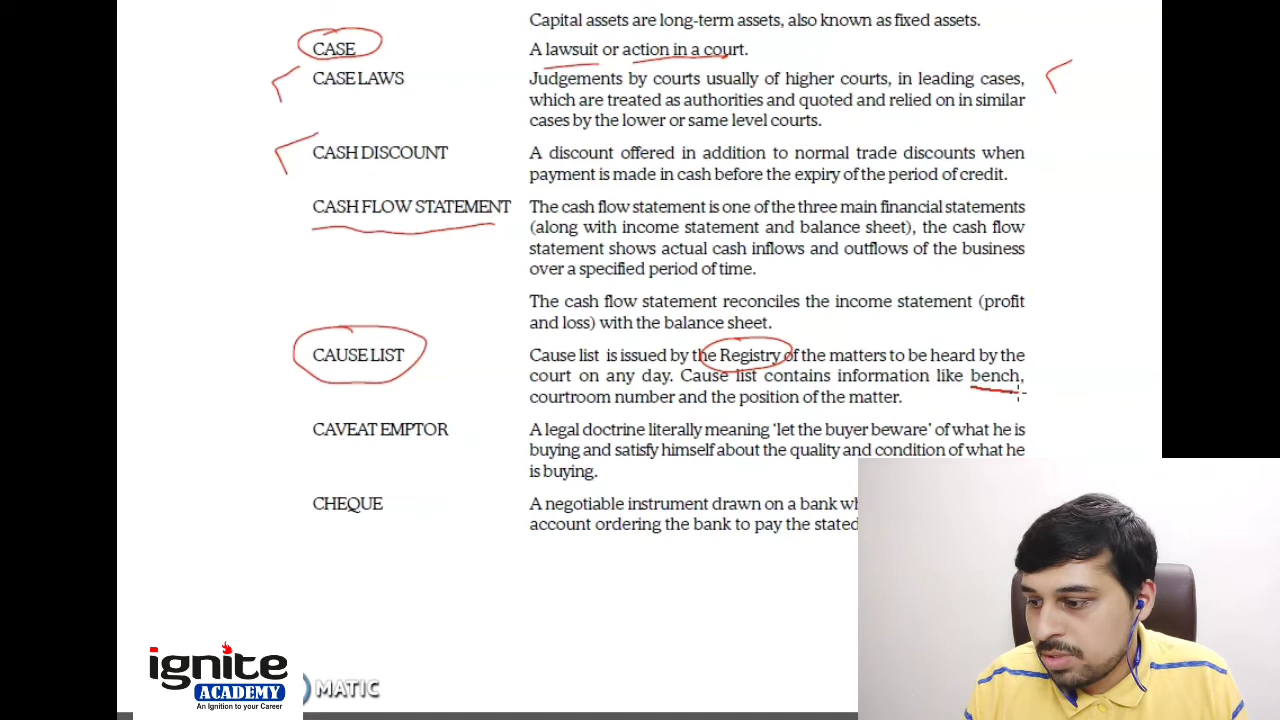 Capital assets are long-term assets, also known as fixed assets.
CASE A lawsuit or action in a court.
CASE LAWS Judgements by courts usually of higher courts, in leading cases,
which are treated as authorities and quoted and relied on in similar
cases by the lower or same level courts.
CASH DISCOUNT A discount offered in addition to normal trade discounts when
payment is made in cash before the expiry of the period of credit.
CASH FLOW STATEMENT The cash flow statement is one of the three main financial statements
(along with income statement and balance sheet), the cash flow
statement shows actual cash inflows and outflows of the business
over a specified period of time.
The cash flow statement reconciles the income statement (profit
and loss) with the balance sheet.
CAUSE LIST Cause list is issued by the Registry of the matters to be heard by the
court on any day. Cause list contains information like bench,
courtroom number and the position of the matter.
CAVEAT EMPTOR A legal doctrine literally meaning ‘let the buyer beware’ of what he is
buying and satisfy himself about the quality and condition of what he
is buying.
CHEQUE A negotiable instrument drawn on a bank
account ordering the bank to pay the stated
ignite
ACADEMY
An Ignition to your Career
MATIC